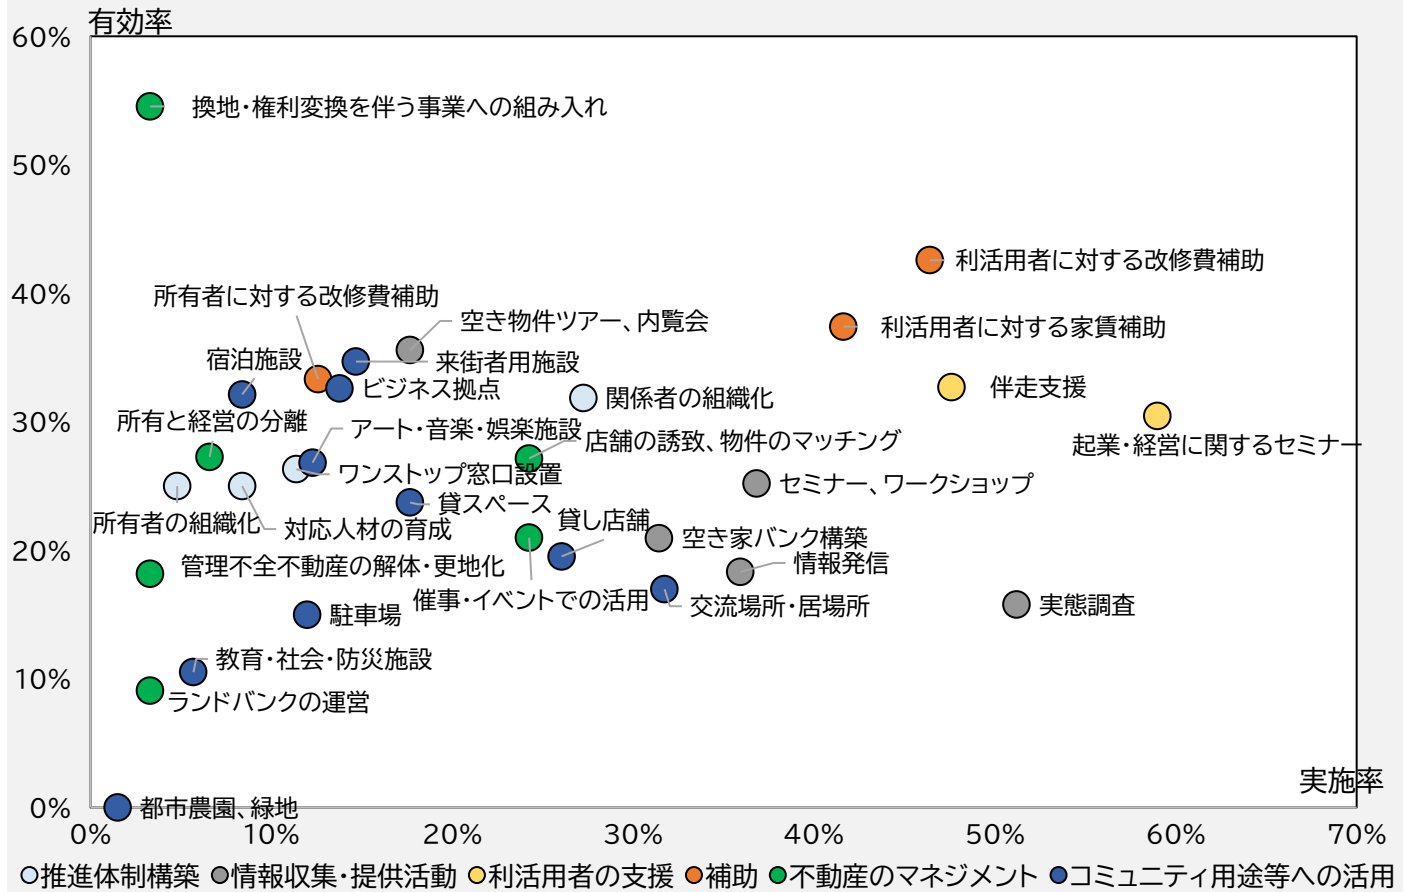 有効率
60%
換地・権利変換を伴う事業への組み入れ
50%
利活用者に対する改修費補助
40%
所有者に対する改修費補助
空き物件ツアー、内覧会
利活用者に対する家賃補助
宿泊施設
来街者用施設
ビジネス拠点
伴走支援
関係者の組織化
30%
所有と経営の分離
アート・音楽・娯楽施設
店舗の誘致、物件のマッチング
起業・経営に関するセミナー
ワンストップ窓口設置
セミナー、ワークショップ
貸スペース
所有者の組織化
対応人材の育成
貸し店舗
20%
空き家バンク構築
管理不全不動産の解体・更地化
情報発信
催事・イベントでの活用
交流場所・居場所
実態調査
駐車場
教育・社会・防災施設
10%
ランドバンクの運営
実施率
0%
都市農園、緑地
0% 10% 20% 30% 40% 50% 60% 70%
推進体制構築 情報収集・提供活動 利活用者の支援 補助 不動産のマネジメント コミュニティ用途等への活用